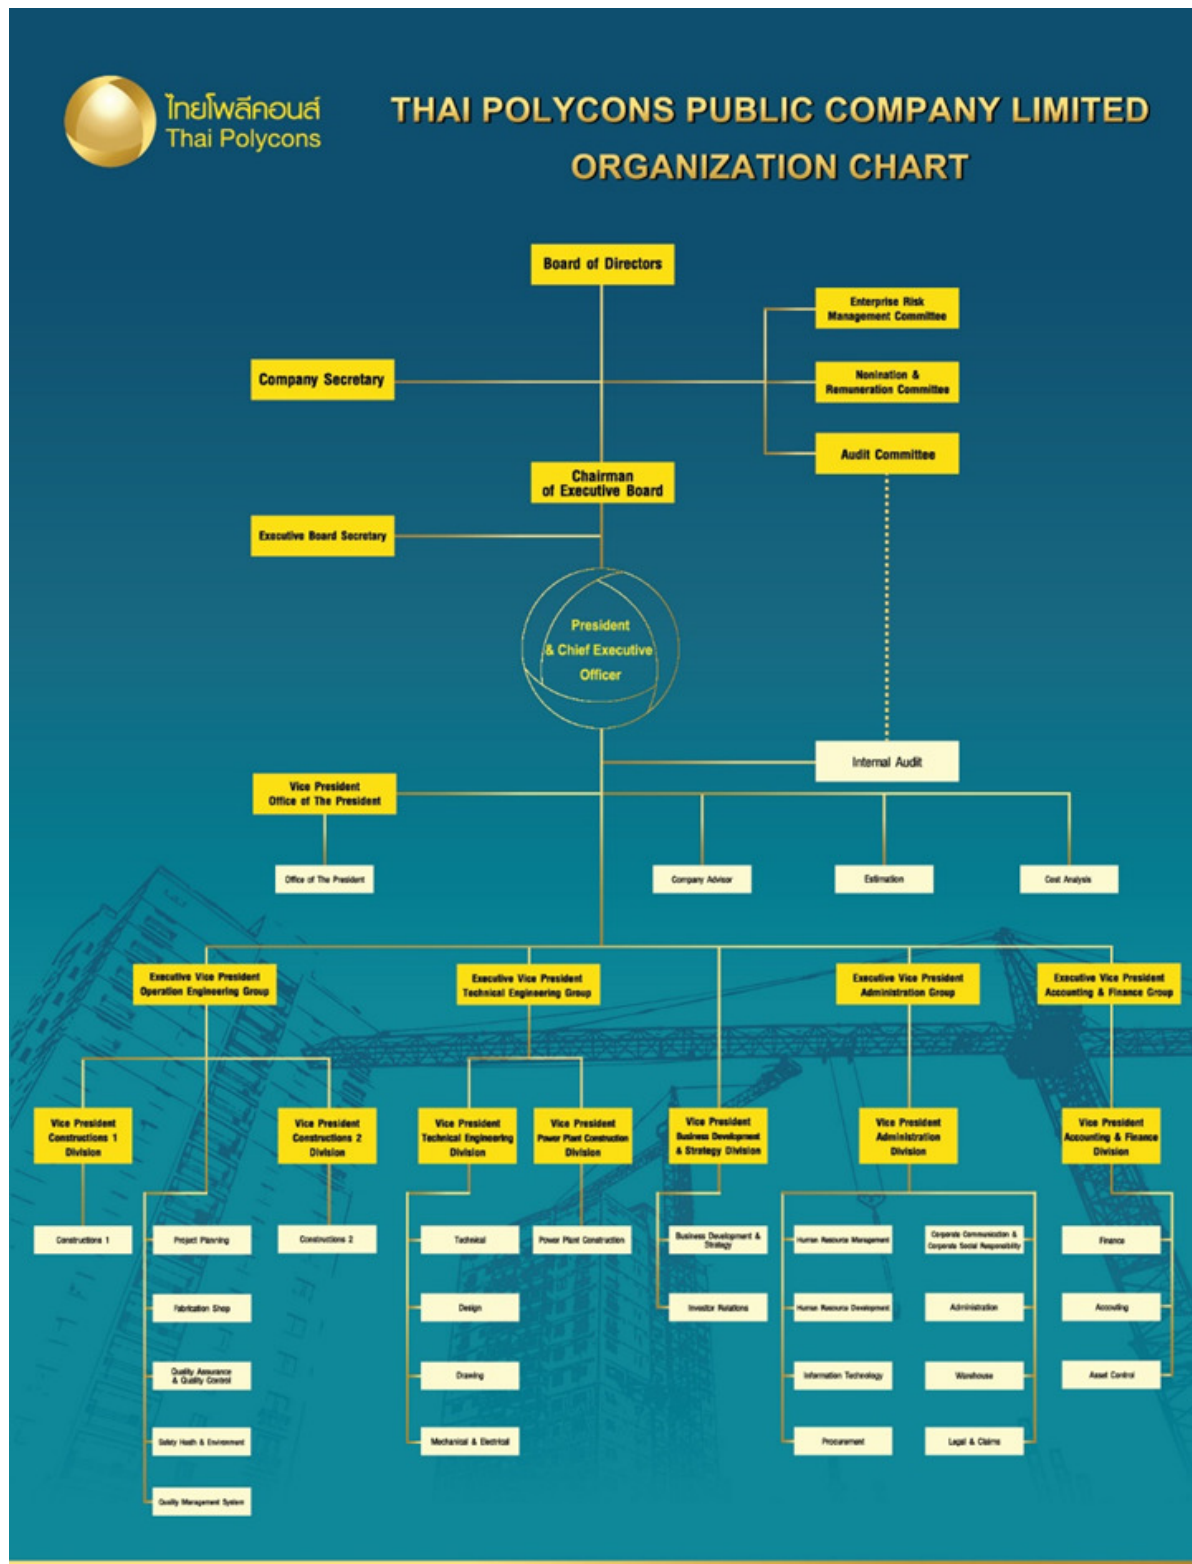 ไทยโพลีคอนส์
Thai Polycons
THAI POLYCONS PUBLIC COMPANY LIMITED
ORGANIZATION CHART
Board of Directors
Enterprise Risk
Management Committee
Company Secretary
Nonination &
Remuneration Committee
Audit Committee
Chairman
of Executive Board
Executive Board Secretary
President
& Chief Executive
Officer
Internal Audit
Vice President
Office of The President
Office of The President
Company Advisor
Estimation
Cost Analysis
Executive Vice President
Operation Engineering Group
Executive Vice President
Technical Engineering Group
Executive Vice President
Administration Group
Executive Vice President
Accounting & Finance Group
Vice President
Constructions 1
Division
Vice President
Constructions 2
Division
Vice President
Technical Engineering
Division
Vice President
Power Plant Construction
Division
Vice President
Business Development
& Strategy Division
Vice President
Administration
Division
Vice President
Accounting & Finance
Division
Constructions 1
Project Planning
Constructions 2
Technical
Power Plant Construction
Business Development &
Strategy
Human Resource Management
Corporate Communication &
Corporate Social Responsibility
Finance
Fabrication Shop
Design
Investor Relations
Human Resource Development
Administration
Accouting
Quality Assurance
& Quality Control
Drawing
Information Technology
Warehouse
Asset Control
Safety Heath & Environment
Mechanical & Electrical
Procurement
Legal & Claims
Quality Management System